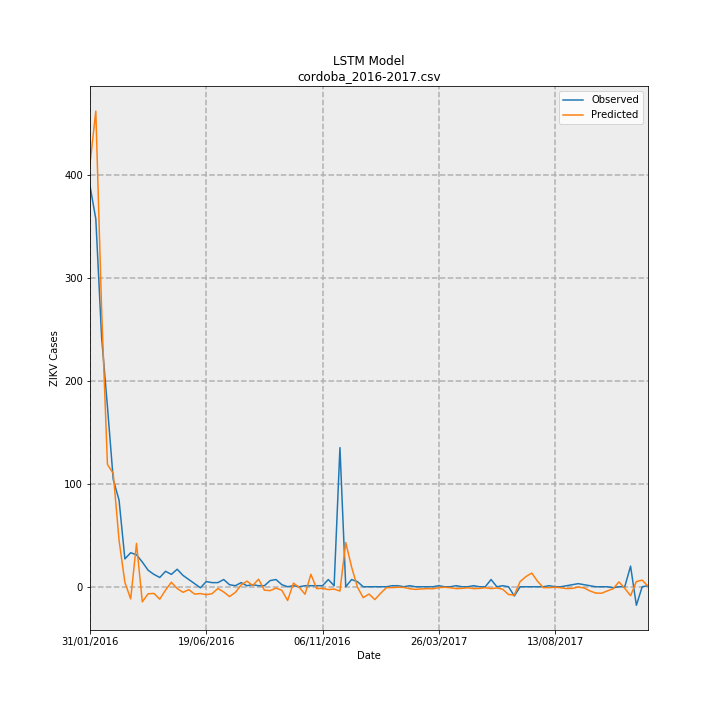 LSTM Model
cordoba_2016-2017.csv
Observed
Predicted
400
300
200
100
0
ZIKV Cases
31/01/2016
19/06/2016
06/11/2016
26/03/2017
13/08/2017
Date